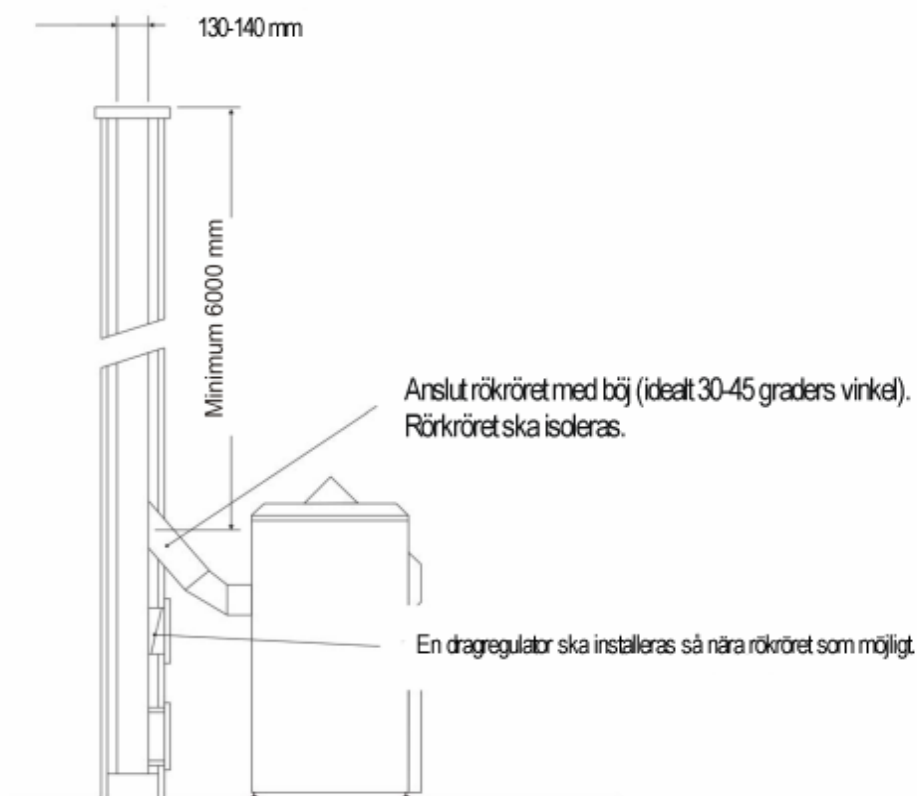 130-140 mm
Minimum 6000 mm
Anslut rökröret med böj (idealt 30-45 graders vinkel).
Rörkröret ska isoleras.
En dragregulator ska installeras så nära rökröret som möjligt.